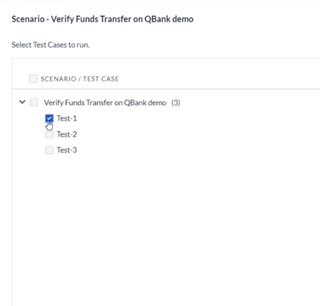 Scenario - Verify Funds Transfer on QBank demo
Select Test Cases to run.
SCENARIO / TEST CASE
Verify Funds Transfer on QBank demo (3)
Test-1
Test-2
Test-3